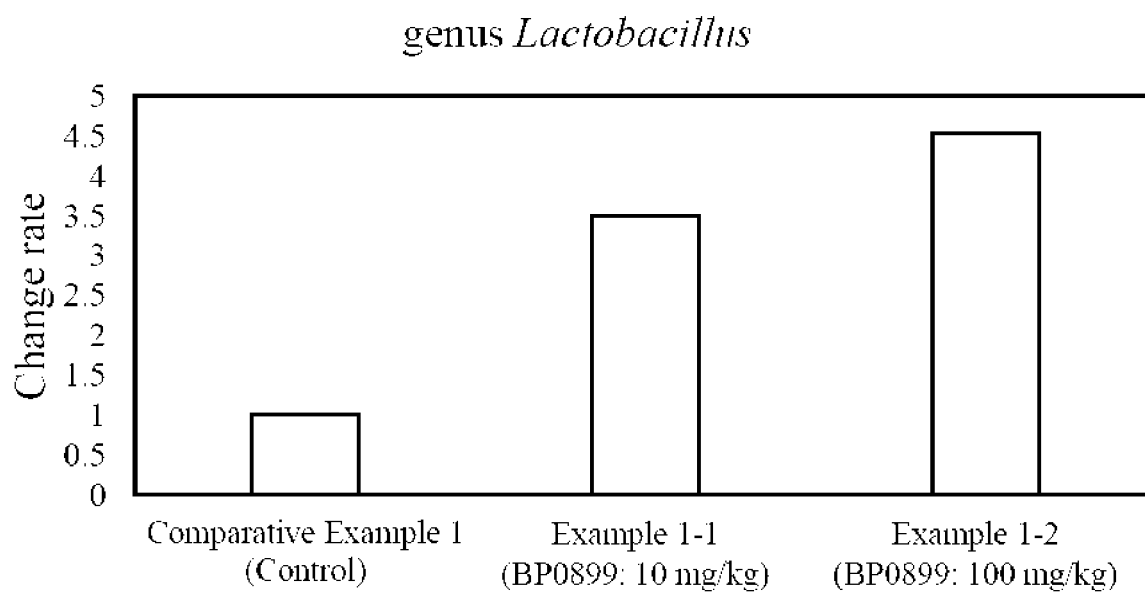 genus Lactobacillus
Change rate
5
4.5
4
3.5
3
2.5
2
1.5
1
0.5
0
Comparative Example 1
(Control)
Example 1-1
(BP0899: 10 mg/kg)
Example 1-2
(BP0899: 100 mg/kg)